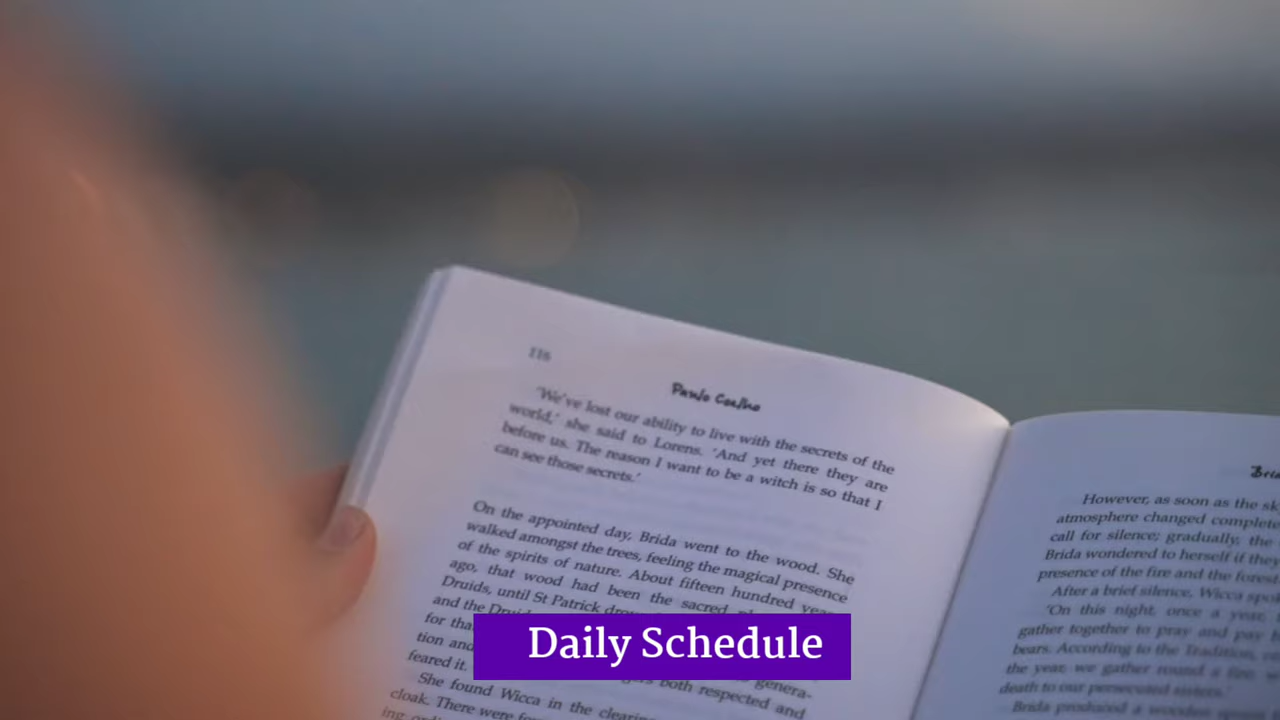 116
Paulo Coelho
'We've lost our ability to live with the secrets of the
world,' she said to Lorens. 'And yet there they are
before us. The reason I want to be a witch is so that I
can see those secrets.'
On the appointed day, Brida went to the wood. She
walked amongst the trees, feeling the magical presence
of the spirits of nature. About fifteen hundred years
ago, that wood had been the sacred
Druids, until St Patrick
and the
for
tion and
feared it. both respected and
She found Wicca in the
cloak. There were
Daily Schedule
However, as soon as the
atmosphere changed
call for silence; gradually, the
Brida wondered to herself if they
presence of the fire and the
After a brief silence, Wicca
'On this night, once a year,
gather together to pray and pay
bears. According to the Tradition,
the year, we gather round a fire,
death to our persecuted sisters.'
Brida produced a wooden